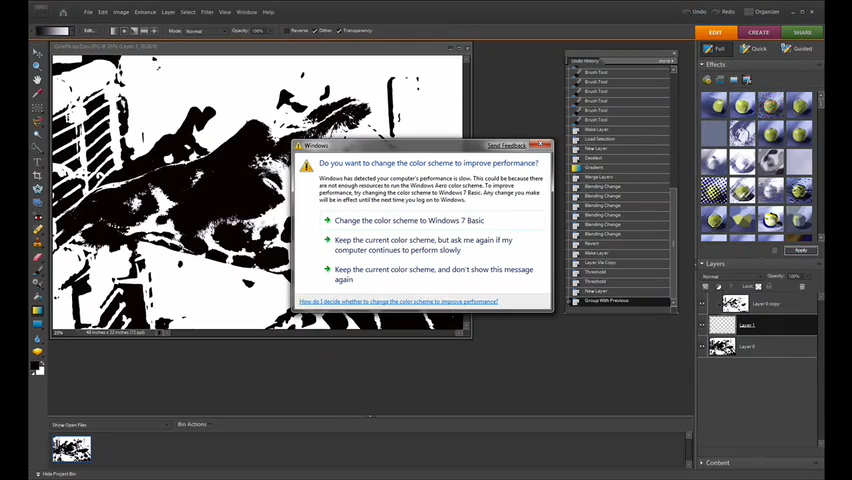 File Edit Image Enhance Layer Select Filter View Window Help
Undo Redo Organizer
Edit... Mode: Normal Opacity: 100% Reverse Dither Transparency
EDIT CREATE SHARE
Full Quick Guided
Undo History
more
Brush Tool
Brush Tool
Brush Tool
Brush Tool
Brush Tool
Brush Tool
Make Layer
Load Selection
New Layer
Deselect
Gradient
Merge Layers
Blending Change
Blending Change
Blending Change
Blending Change
Blending Change
Blending Change
Revert
Make Layer
Layer Via Copy
Threshold
Threshold
New Layer
Group With Previous
Windows
Send Feedback
Do you want to change the color scheme to improve performance?
Windows has detected your computer's performance is slow. This could be because there
are not enough resources to run the Windows Aero color scheme. To improve
performance, try changing the color scheme to Windows 7 Basic. Any change you make
will be in effect until the next time you log on to Windows.
Change the color scheme to Windows 7 Basic
Keep the current color scheme, but ask me again if my
computer continues to perform slowly
Keep the current color scheme, and don't show this message
again
How do I decide whether to change the color scheme to improve performance?
Effects
Apply
Layers
Normal Opacity: 100%
Lock:
Layer 0 copy
Layer 1
Layer 0
Content
25% 48 inches x 32 inches (72 ppi)
Show Open Files
Bin Actions
Hide Project Bin